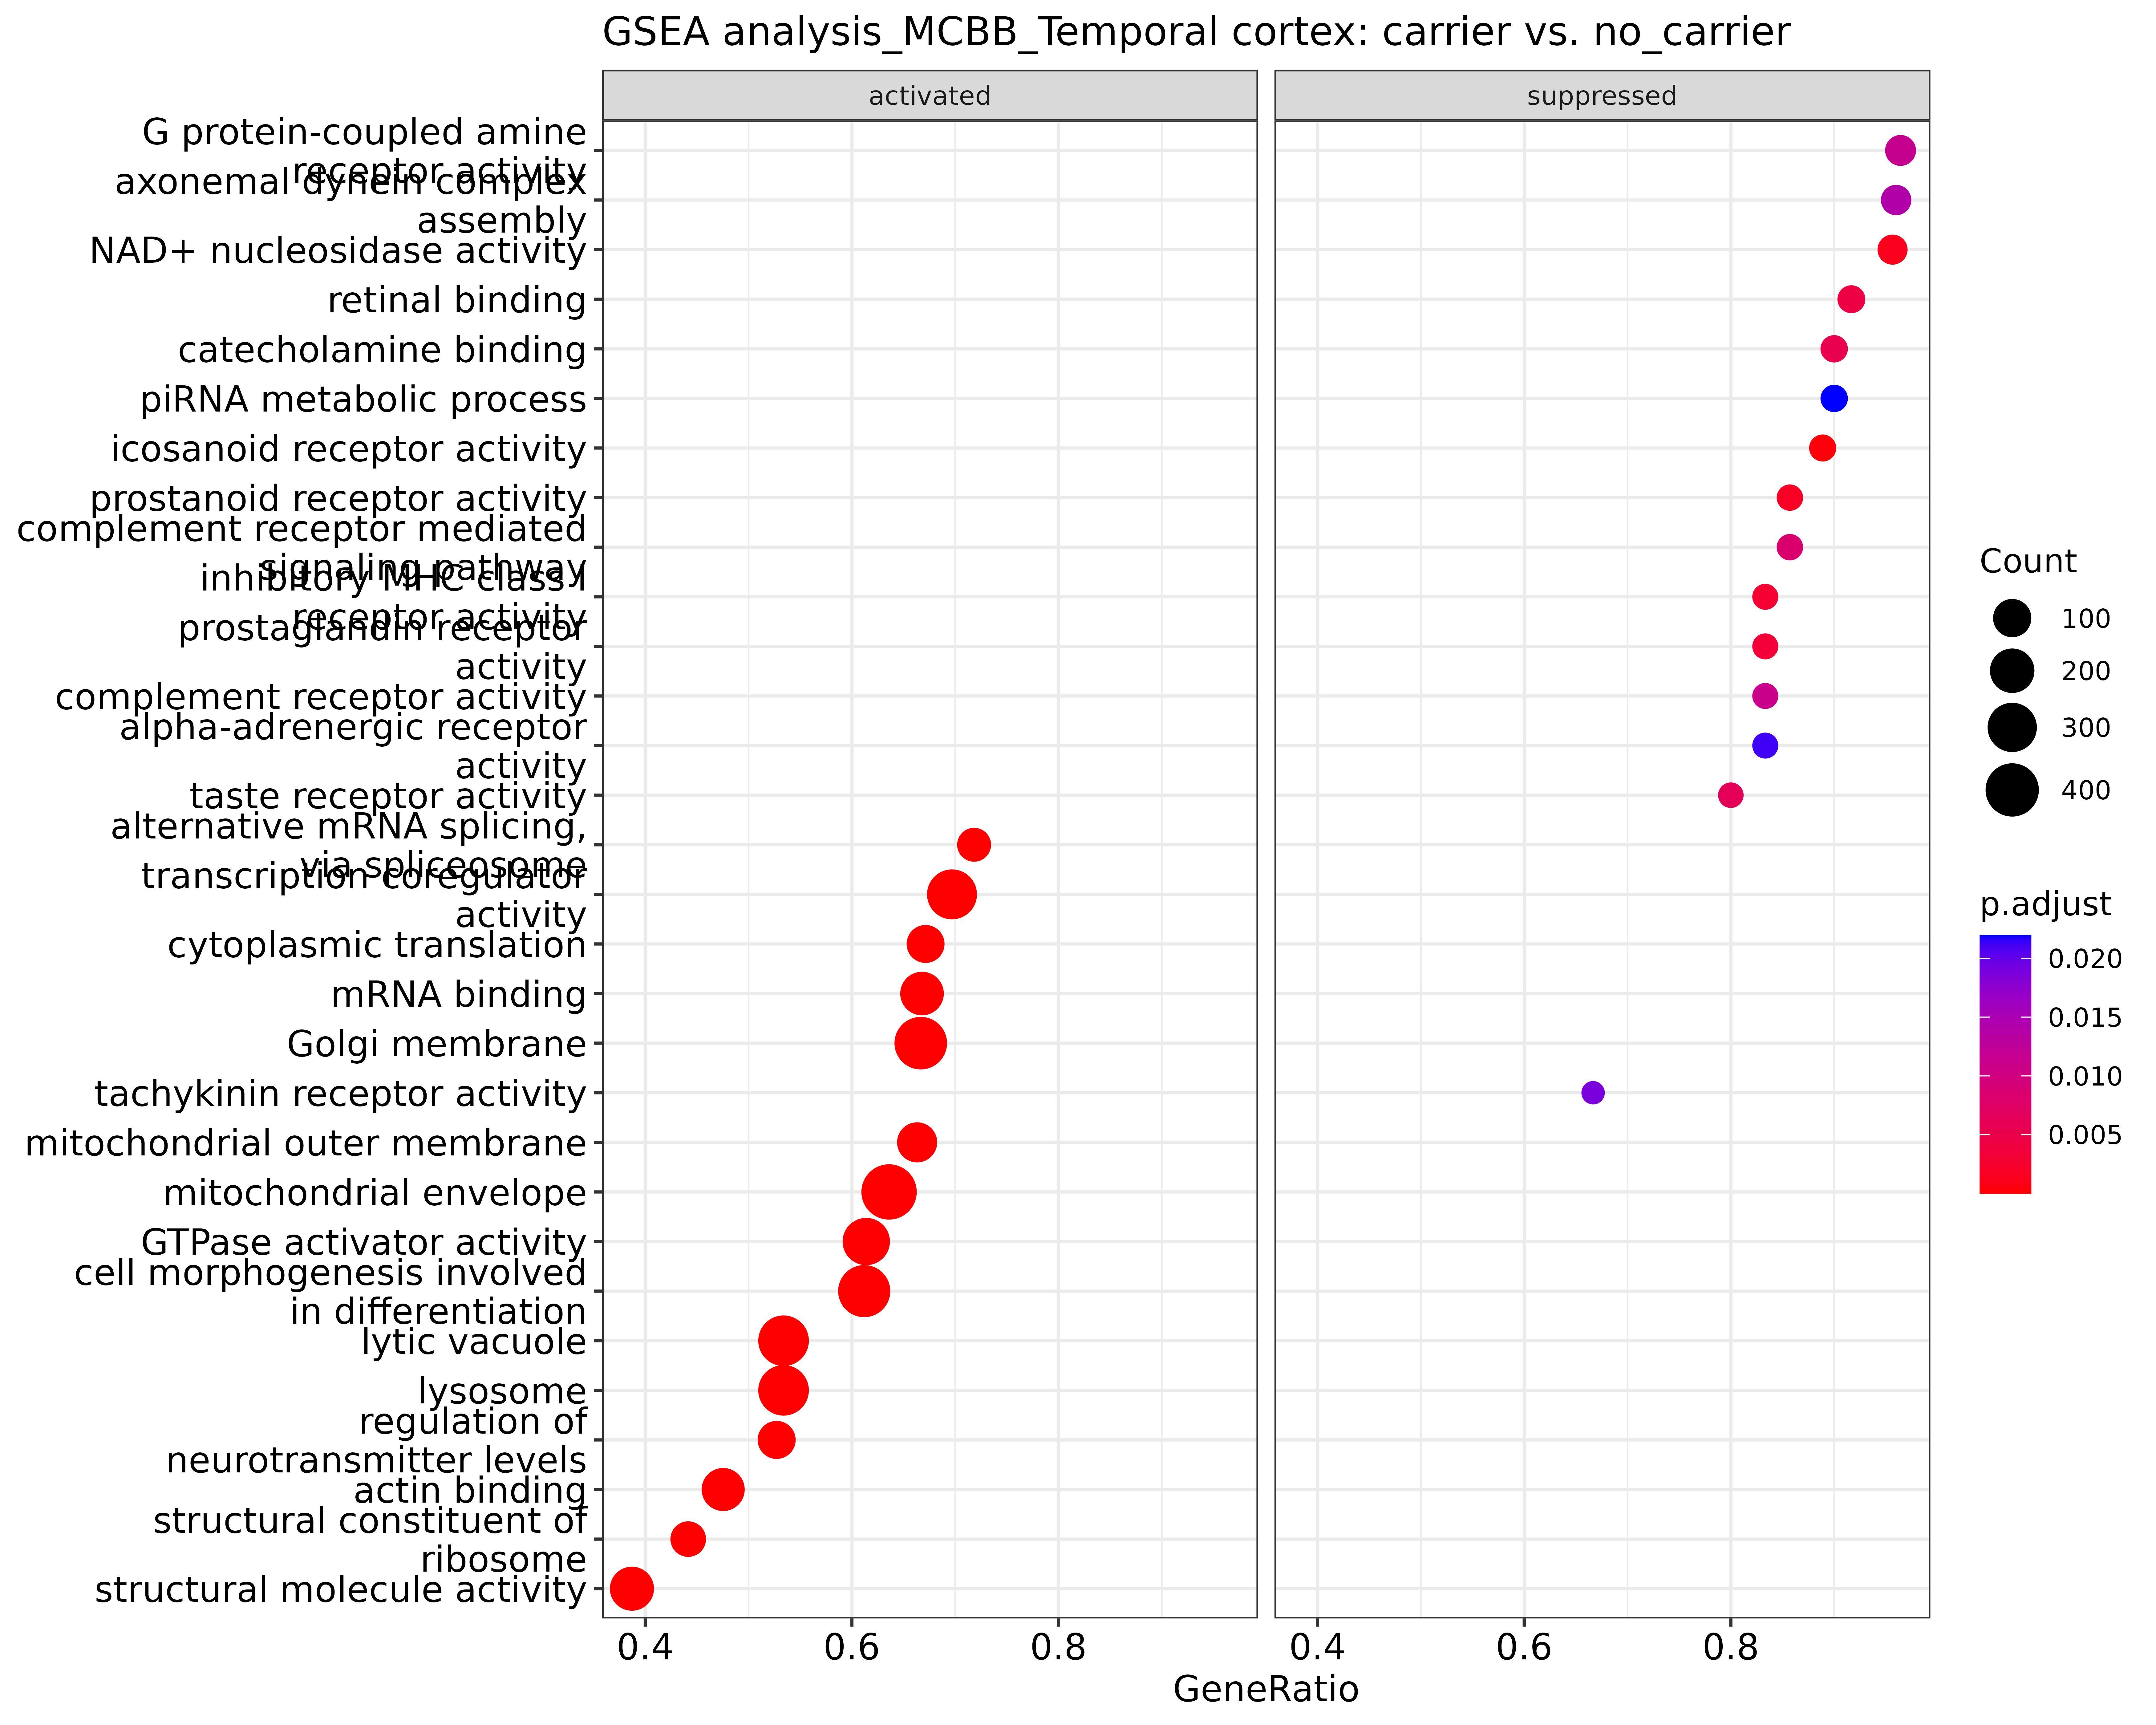 GSEA analysis_MCBB_Temporal cortex: carrier vs. no_carrier
activated
suppressed
G protein-coupled amine
receptor activity
axonemal dynein complex
assembly
NAD+ nucleosidase activity
retinal binding
catecholamine binding
piRNA metabolic process
icosanoid receptor activity
prostanoid receptor activity
complement receptor mediated
signaling pathway
inhibitory MHC class I
receptor activity
prostaglandin receptor
activity
complement receptor activity
alpha-adrenergic receptor
activity
taste receptor activity
alternative mRNA splicing,
via spliceosome
transcription coregulator
activity
cytoplasmic translation
mRNA binding
Golgi membrane
tachykinin receptor activity
mitochondrial outer membrane
mitochondrial envelope
GTPase activator activity
cell morphogenesis involved
in differentiation
lytic vacuole
lysosome
regulation of
neurotransmitter levels
actin binding
structural constituent of
ribosome
structural molecule activity
0.4 0.6 0.8
0.4 0.6 0.8
GeneRatio
Count
100
200
300
400
p.adjust
0.020
0.015
0.010
0.005